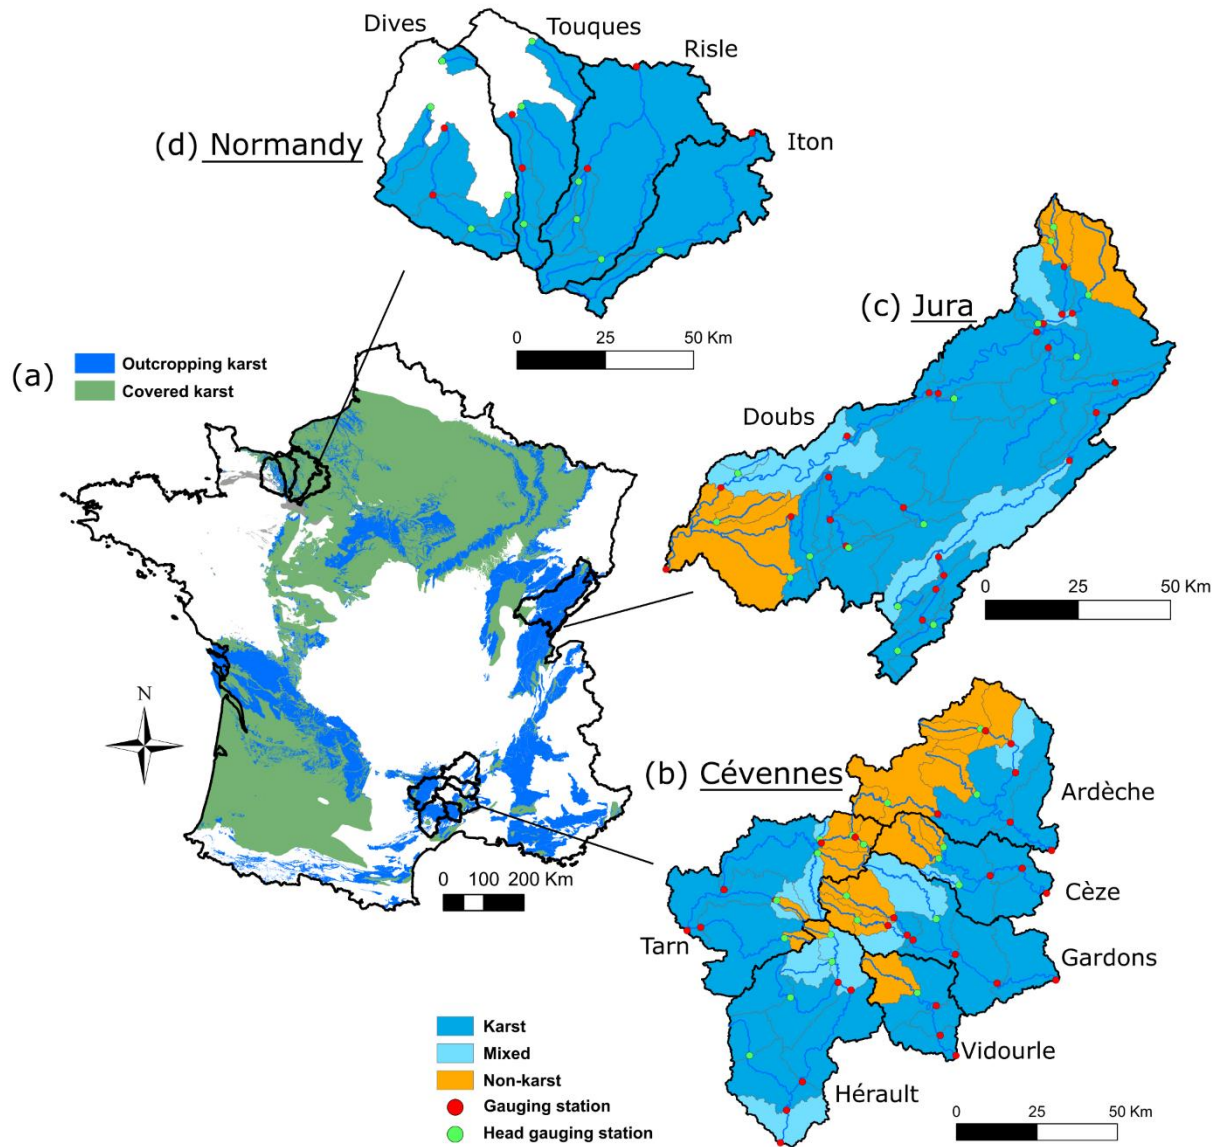 Dives
Touques
Risle
Iton
(d) Normandy
0 25 50 Km
(c) Jura
Doubs
0 25 50 Km
(a)
Outcropping karst
Covered karst
N
0 100 200 Km
(b) Cévennes
Ardèche
Cèze
Gardons
Tarn
Vidourle
Hérault
0 25 50 Km
Karst
Mixed
Non-karst
Gauging station
Head gauging station